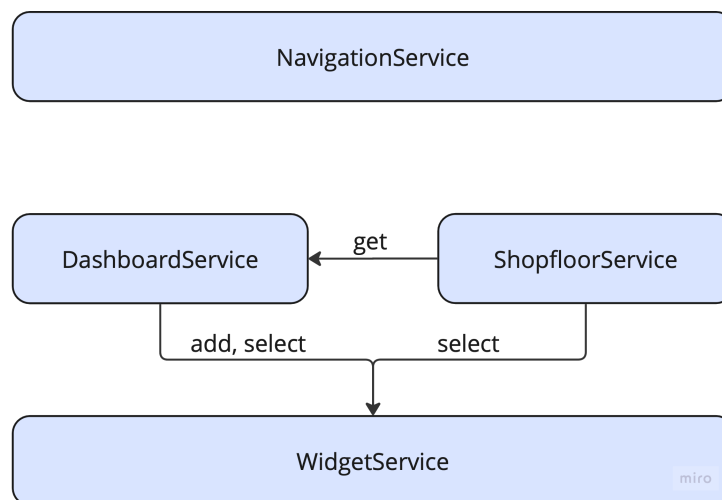 NavigationService
get
DashboardService
ShopfloorService
add, select
select
WidgetService
miro